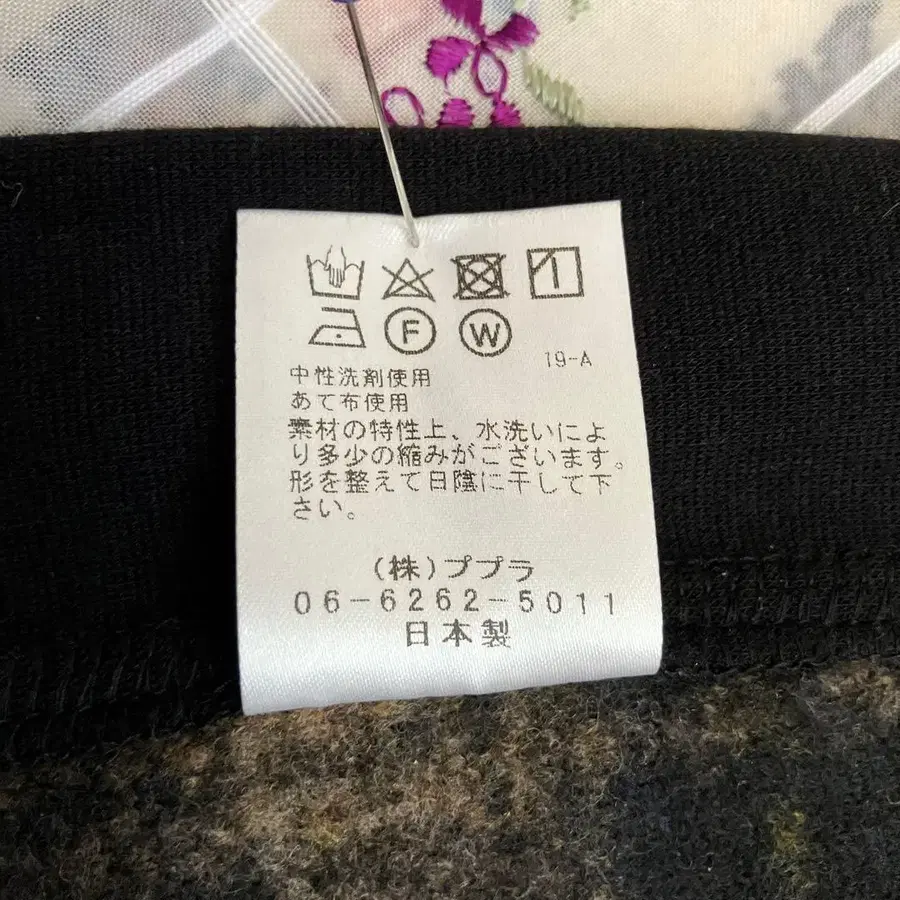 F W
19-A
中性洗剤使用
あて布使用
素材の特性上、水洗いによ
り多少の縮みがございます。
形を整えて日陰に干して下
さい。
(株)ププラ
06-6262-5011
日本製